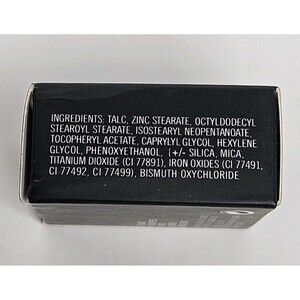 INGREDIENTS: TALC, ZINC STEARATE, OCTYLDODECYL
STEAROYL STEARATE, ISOSTEARYL NEOPENTANOATE,
TOCOPHERYL ACETATE, CAPRYLYL GLYCOL, HEXYLENE
GLYCOL, PHENOXYETHANOL, [+/- SILICA, MICA,
TITANIUM DIOXIDE (CI 77891), IRON OXIDES (CI 77491,
CI 77492, CI 77499), BISMUTH OXYCHLORIDE